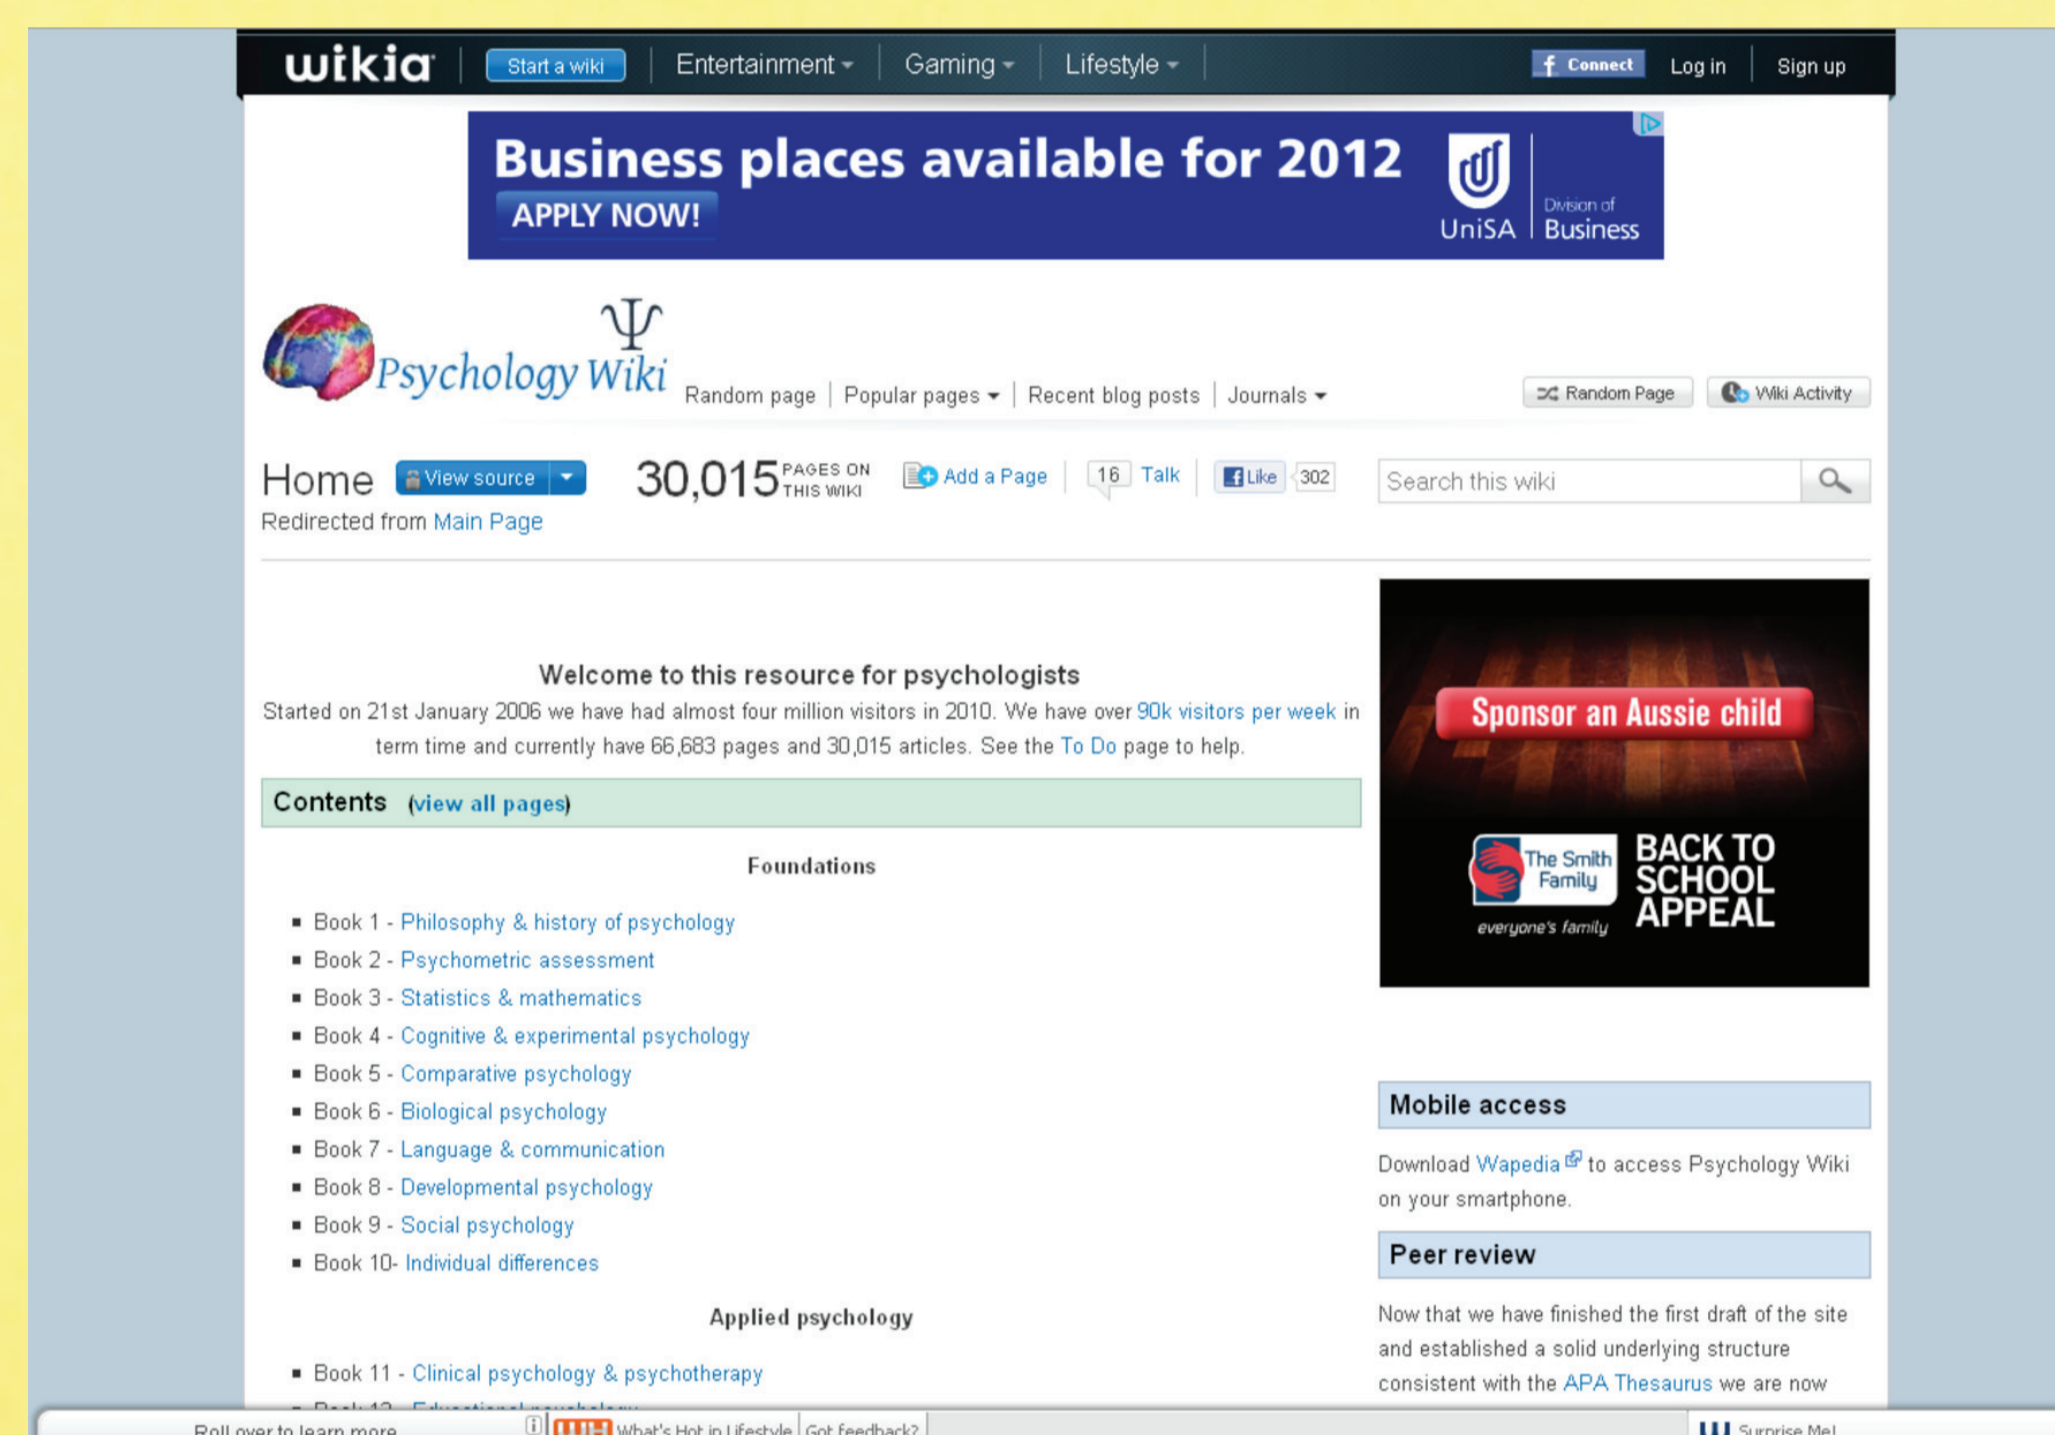 wikia
Start a wiki
Entertainment
Gaming
Lifestyle
f Connect
Log in
Sign up
Business places available for 2012
APPLY NOW!
UniSA
Division of
Business
Ψ
Psychology Wiki
Random page
Popular pages
Recent blog posts
Journals
Random Page
Wiki Activity
Home
View source
30,015 PAGES ON
THIS WIKI
Add a Page
16 Talk
f Like 302
Search this wiki
Redirected from Main Page
Welcome to this resource for psychologists
Started on 21st January 2006 we have had almost four million visitors in 2010. We have over 90k visitors per week in
term time and currently have 66,683 pages and 30,015 articles. See the To Do page to help.
Contents (view all pages)
Foundations
Book 1 - Philosophy & history of psychology
Book 2 - Psychometric assessment
Book 3 - Statistics & mathematics
Book 4 - Cognitive & experimental psychology
Book 5 - Comparative psychology
Book 6 - Biological psychology
Book 7 - Language & communication
Book 8 - Developmental psychology
Book 9 - Social psychology
Book 10- Individual differences
Applied psychology
Book 11 - Clinical psychology & psychotherapy
Book 12 - Educational psychology
Sponsor an Aussie child
The Smith
Family
everyone's family
BACK TO
SCHOOL
APPEAL
Mobile access
Download Wapedia to access Psychology Wiki
on your smartphone.
Peer review
Now that we have finished the first draft of the site
and established a solid underlying structure
consistent with the APA Thesaurus we are now
Roll over to learn more
What's Hot in Lifestyle
Got feedback?
Surprise Me!